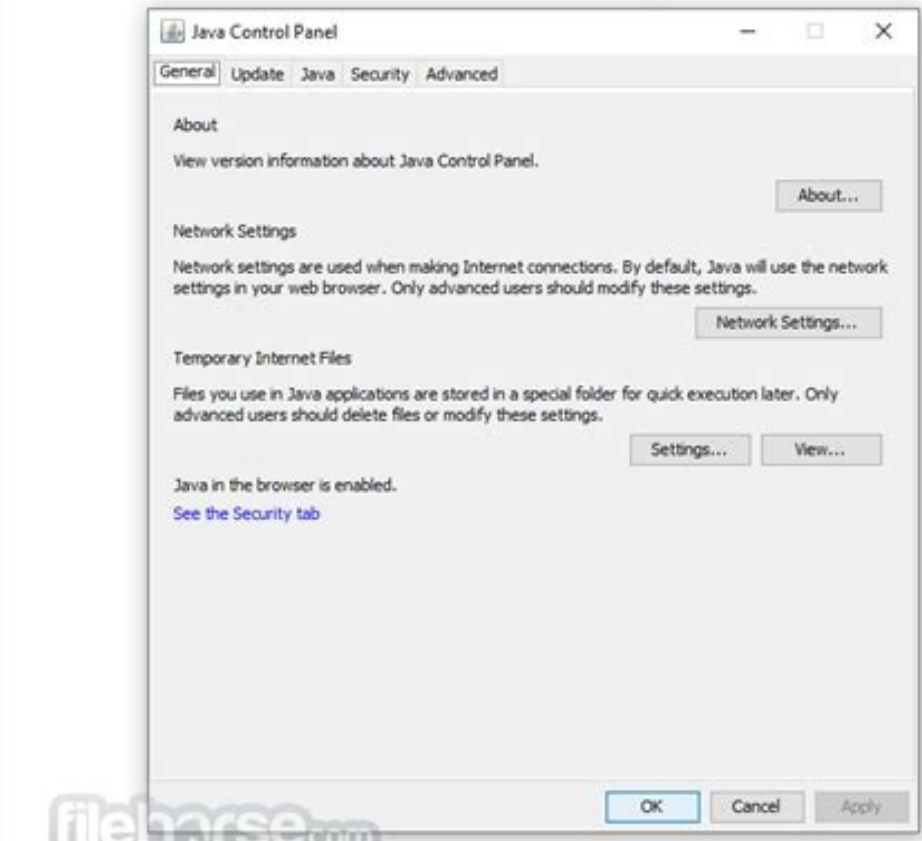 Java Control Panel
General Update Java Security Advanced
About
View version information about Java Control Panel.
About...
Network Settings
Network settings are used when making Internet connections. By default, Java will use the network
settings in your web browser. Only advanced users should modify these settings.
Network Settings...
Temporary Internet Files
Files you use in Java applications are stored in a special folder for quick execution later. Only
advanced users should delete files or modify these settings.
Settings... View...
Java in the browser is enabled.
See the Security tab
OK Cancel Apply
filehorse.com